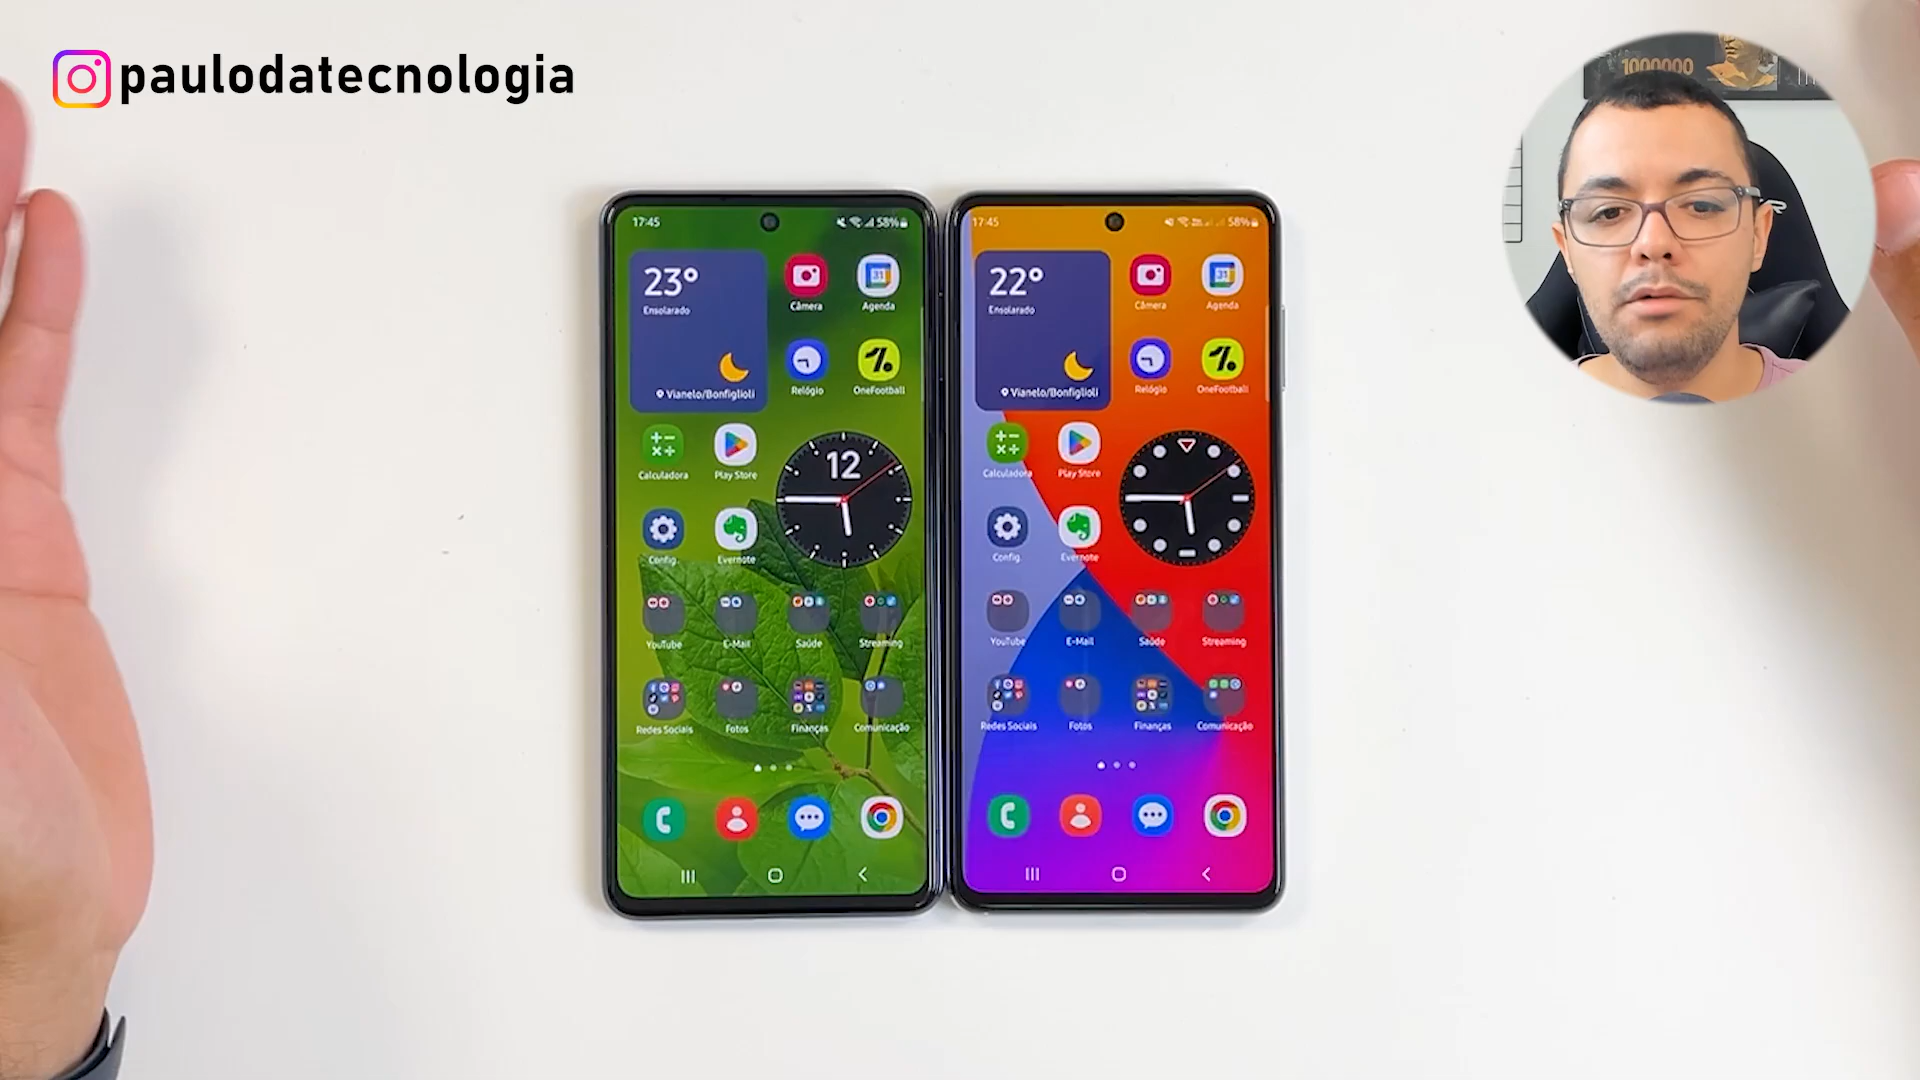 paulodatecnologia
1000000
17:45
58%
23°
Ensolarado
Vianelo/Bonfiglioli
Câmera
31
Agenda
Relógio
OneFootball
Calculadora
Play Store
12
Config.
Evernote
YouTube
E-Mail
Saúde
Streaming
Redes Sociais
Fotos
Finanças
Comunicação
17:45
58%
22°
Ensolarado
Vianelo/Bonfiglioli
Câmera
31
Agenda
Relógio
OneFootball
Calculadora
Play Store
Config.
Evernote
YouTube
E-Mail
Saúde
Streaming
Redes Sociais
Fotos
Finanças
Comunicação